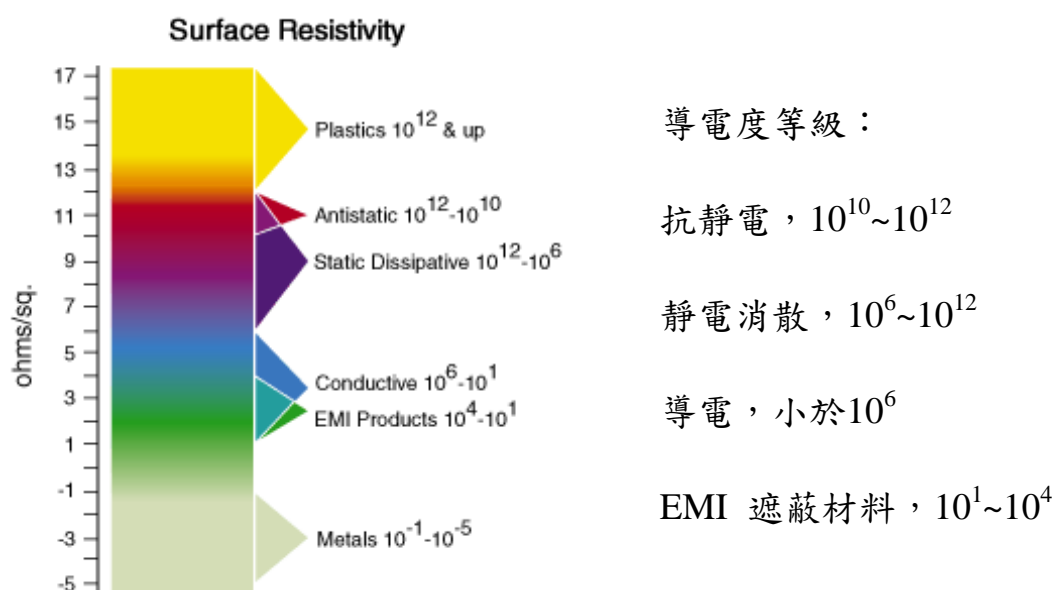 Surface Resistivity
ohms/sq.
17
15
13
11
9
7
5
3
1
-1
-3
-5
Plastics 10^12 & up
Antistatic 10^12-10^10
Static Dissipative 10^12-10^6
Conductive 10^6-10^1
EMI Products 10^4-10^1
Metals 10^-1-10^-5
導電度等級：
抗靜電，10^10~10^12
靜電消散，10^6~10^12
導電，小於10^6
EMI 遮蔽材料，10^1~10^4